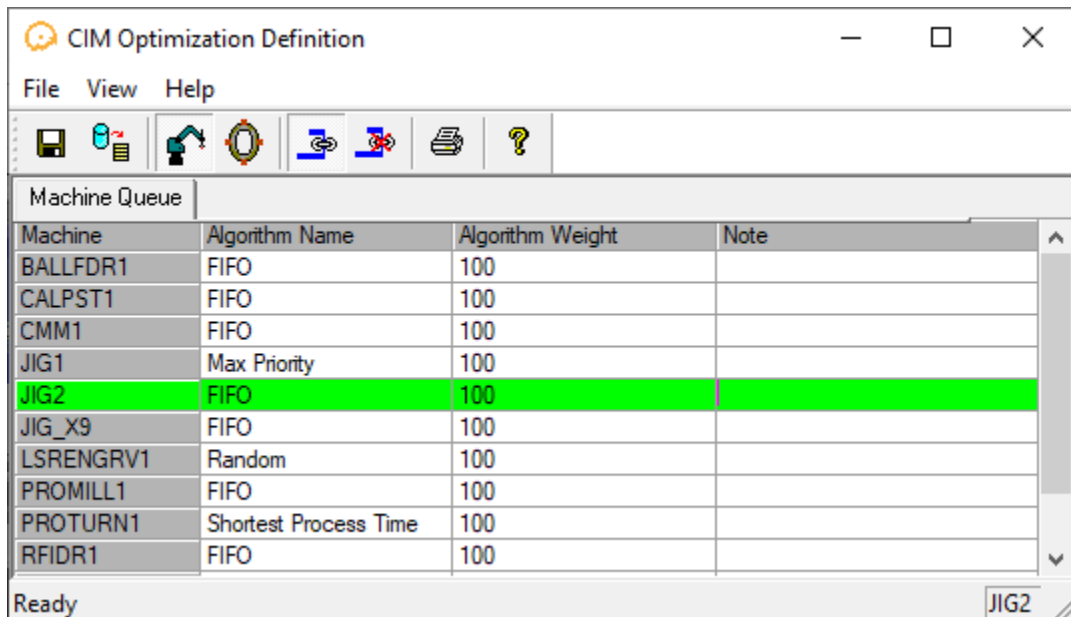 CIM Optimization Definition
File View Help
Machine Queue
Machine Algorithm Name Algorithm Weight Note
BALLFDR1 FIFO 100
CALPST1 FIFO 100
CMM1 FIFO 100
JIG1 Max Priority 100
JIG2 FIFO 100
JIG_X9 FIFO 100
LSRENGRV1 Random 100
PROMILL1 FIFO 100
PROTURN1 Shortest Process Time 100
RFIDR1 FIFO 100
Ready JIG2